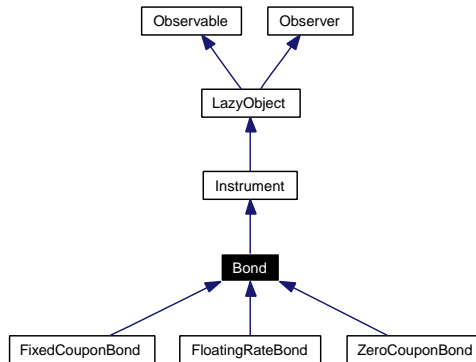 Observable
Observer
LazyObject
Instrument
Bond
FixedCouponBond
FloatingRateBond
ZeroCouponBond